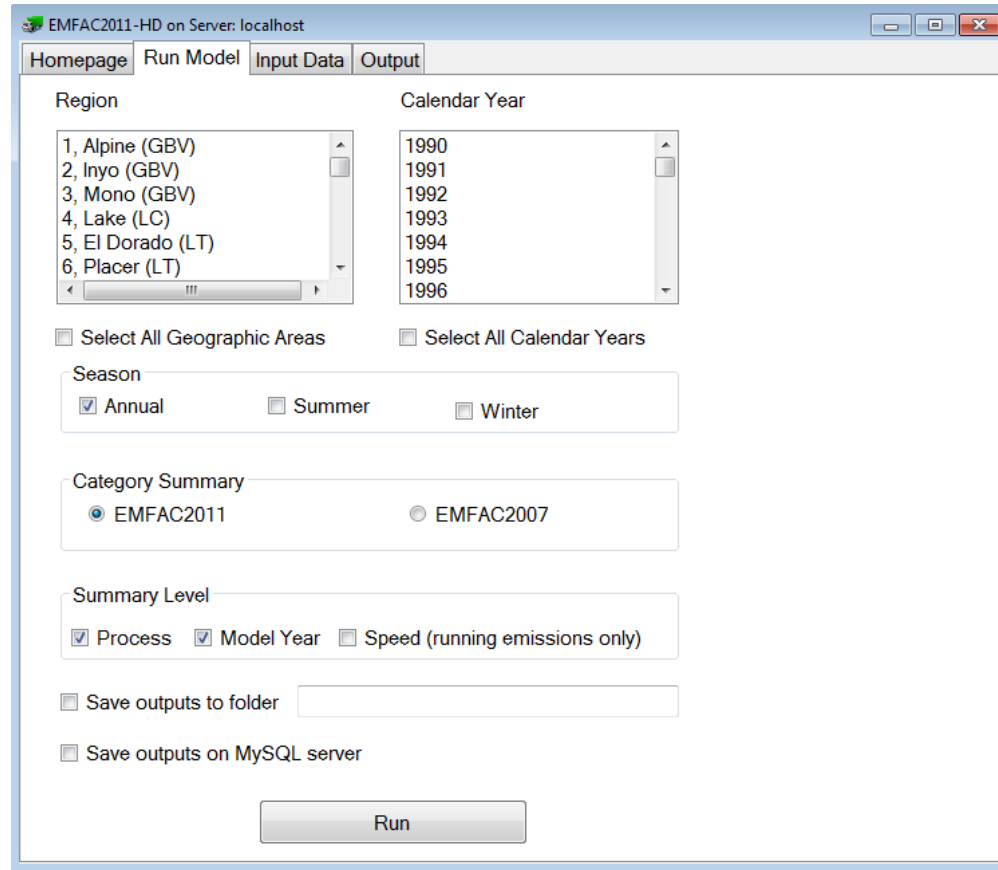 EMFAC2011-HD on Server: localhost
Homepage Run Model Input Data Output
Region Calendar Year
1, Alpine (GBV) 1990
2, Inyo (GBV) 1991
3, Mono (GBV) 1992
4, Lake (LC) 1993
5, El Dorado (LT) 1994
6, Placer (LT) 1995
1996
Select All Geographic Areas Select All Calendar Years
Season
Annual Summer Winter
Category Summary
EMFAC2011 EMFAC2007
Summary Level
Process Model Year Speed (running emissions only)
Save outputs to folder
Save outputs on MySQL server
Run